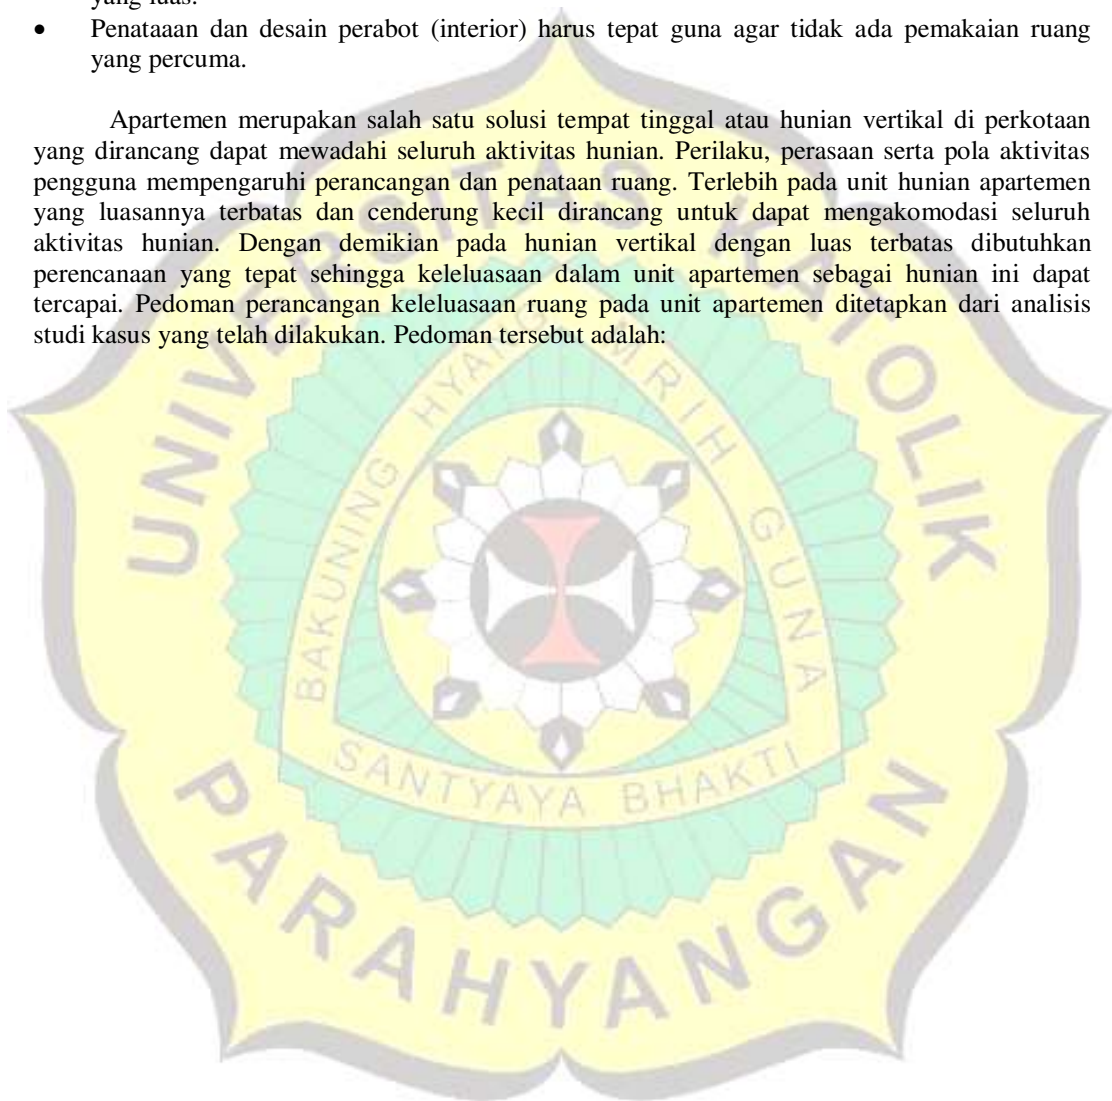 yang luas.
• Penataaan dan desain perabot (interior) harus tepat guna agar tidak ada pemakaian ruang
yang percuma.
Apartemen merupakan salah satu solusi tempat tinggal atau hunian vertikal di perkotaan
yang dirancang dapat mewadahi seluruh aktivitas hunian. Perilaku, perasaan serta pola aktivitas
pengguna mempengaruhi perancangan dan penataan ruang. Terlebih pada unit hunian apartemen
yang luasannya terbatas dan cenderung kecil dirancang untuk dapat mengakomodasi seluruh
aktivitas hunian. Dengan demikian pada hunian vertikal dengan luas terbatas dibutuhkan
perencanaan yang tepat sehingga keleluasaan dalam unit apartemen sebagai hunian ini dapat
tercapai. Pedoman perancangan keleluasaan ruang pada unit apartemen ditetapkan dari analisis
studi kasus yang telah dilakukan. Pedoman tersebut adalah:
UNIVERSITAS KATOLIK
PARAHYANGAN
BAKUNING HYANG MRIH GUNA
SANTYAYA BHAKTI